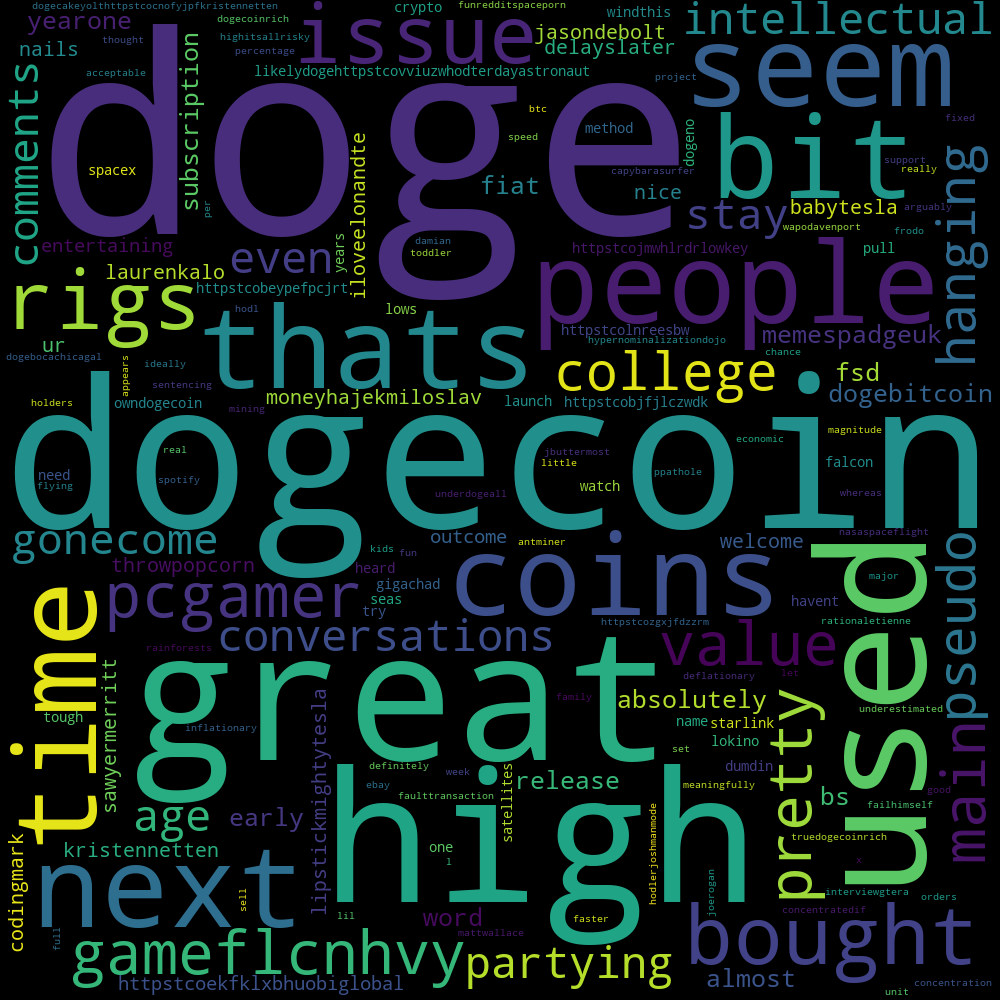 dogecakeyolthttpstcocnofyjpfkristennetten
dogecoinrich
crypto
funredditspaceporn
windthis
intellectual
yearone
issue
jasondebolt
delayslater
nails
thought
highitsallrisky
percentage
seem
acceptable
likelydogehttpstcovviuzwhodterdayastronaut
project
doge
subscription
comments
btc
bit
fixed
speed
method
dogeno
spacex
support
really
capybarasurfer
hanging
fiat
nice
per
iloveelonandte
stay
babytesla
arguably
wapodavenport
frodo
entertaining
even
years
damian
toddler
httpstcojmwhlrdrlowkey
pull
people
rigs
laurenkalo
httpstcobeypefpcjrt
hodl
lows
thats
httpstcolnreesbw
hypernominalizationdojo
memespadgeuk
ur
dogebocachicagal
ideally
appears
sentencing
college
chance
fsd
dogebitcoin
holders
owndogecoin
mining
moneyhajekmiloslav
launch
httpstcobjfjlczwdk
dogecoin
economic
magnitude
need
real
flying
spotify
jbuttermost
little
ppathole
falcon
watch
underdogeall
whereas
gonecome
outcome
antminer
welcome
nasaspaceflight
used
pseudo
throwpopcorn
kids
fun
heard
coins
major
pcgamer
gigachad
seas
try
havent
time
conversations
httpstcozgxjfdzzrm
value
rationaletienne
rainforests
great
deflationary
let
main
sawyermerritt
lipstickmightytesla
family
absolutely
pretty
tough
inflationary
name
starlink
underestimated
lokino
set
definitely
week
satellites
dumdin
release
ebay
faulttransaction
meaningfully
bs
good
age
early
high
hodlerjoshmanmode
failhimself
codingmark
kristennetten
one
l
truedogecoinrich
x
next
joerogan
interviewgtera
sell
orders
lil
word
faster
bought
concentratedif
full
mattwallace
gameflcnhvy
partying
almost
httpstcoekfklxbhuobiglobal
concentration
unit